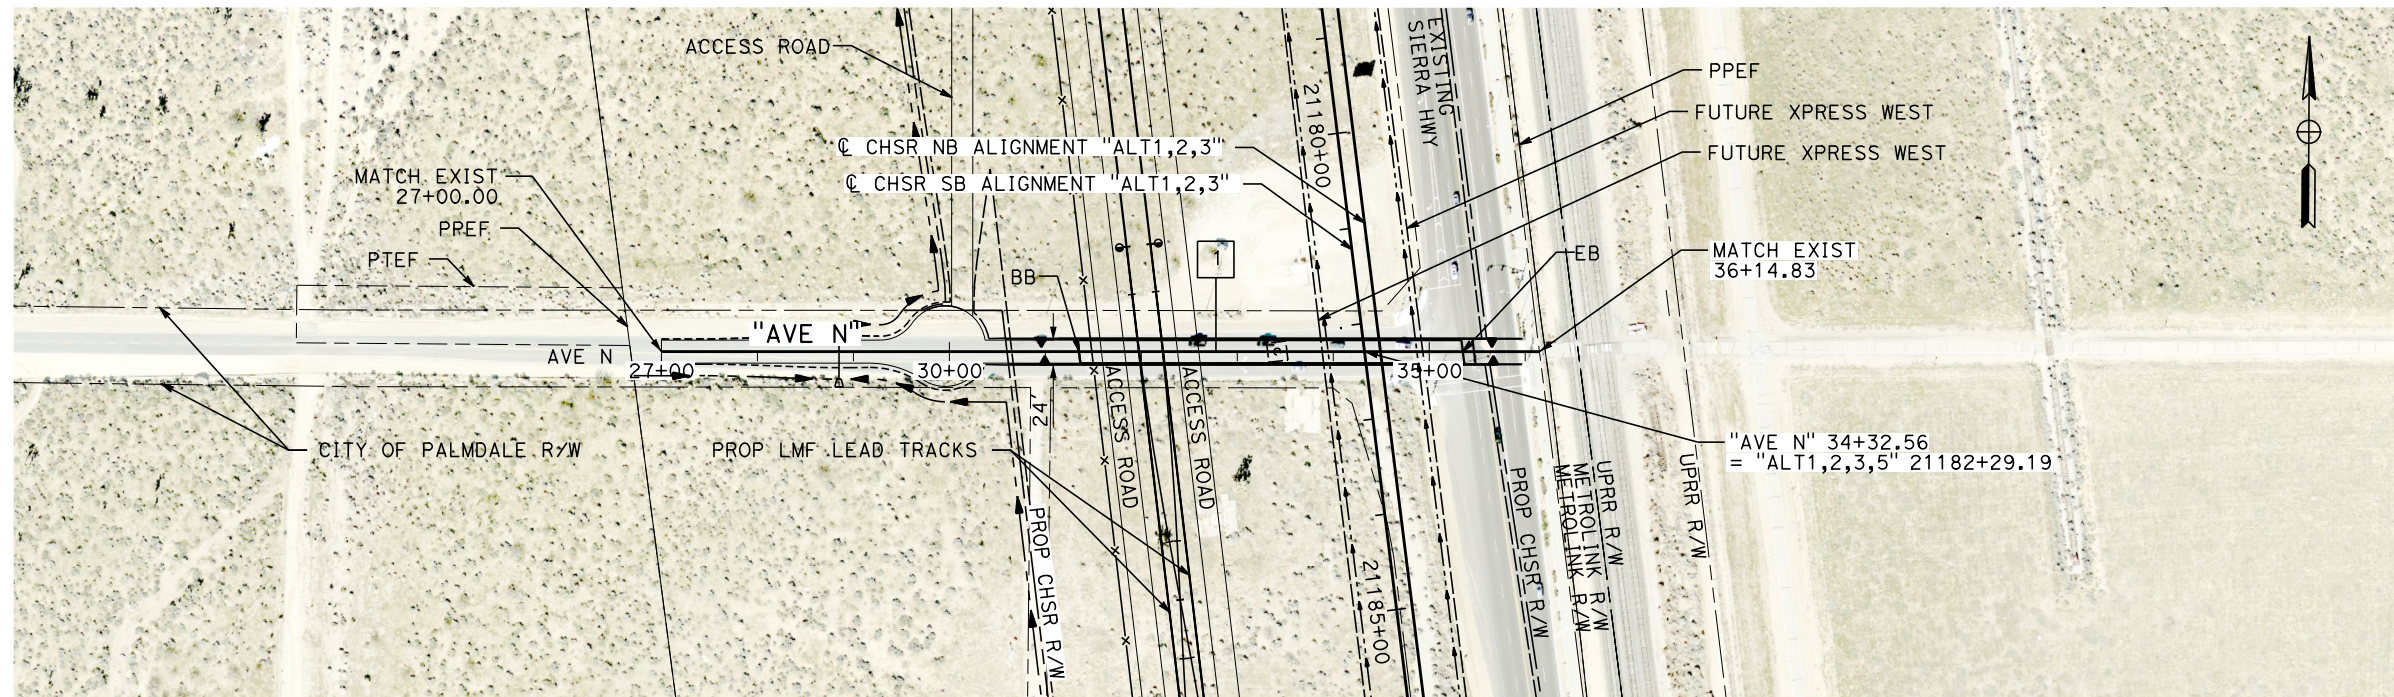 ACCESS ROAD
EXISTING
SIERRA HWY
PPEF
FUTURE XPRESS WEST
21180+00
℄ CHSR NB ALIGNMENT "ALT1,2,3"
FUTURE XPRESS WEST
MATCH EXIST
27+00.00
℄ CHSR SB ALIGNMENT "ALT1,2,3"
PPEF
PTEF
1
BB
EB
MATCH EXIST
36+14.83
"AVE N"
AVE N
27+00
30+00
35+00
24'
ACCESS ROAD
ACCESS ROAD
CITY OF PALMDALE R/W
PROP LMF LEAD TRACKS
"AVE N" 34+32.56
= "ALT1,2,3,5" 21182+29.19
PROP CHSR R/W
21185+00
PROP CHSR R/W
METROLINK R/W
METROLINK R/W
UPRR R/W
UPRR R/W